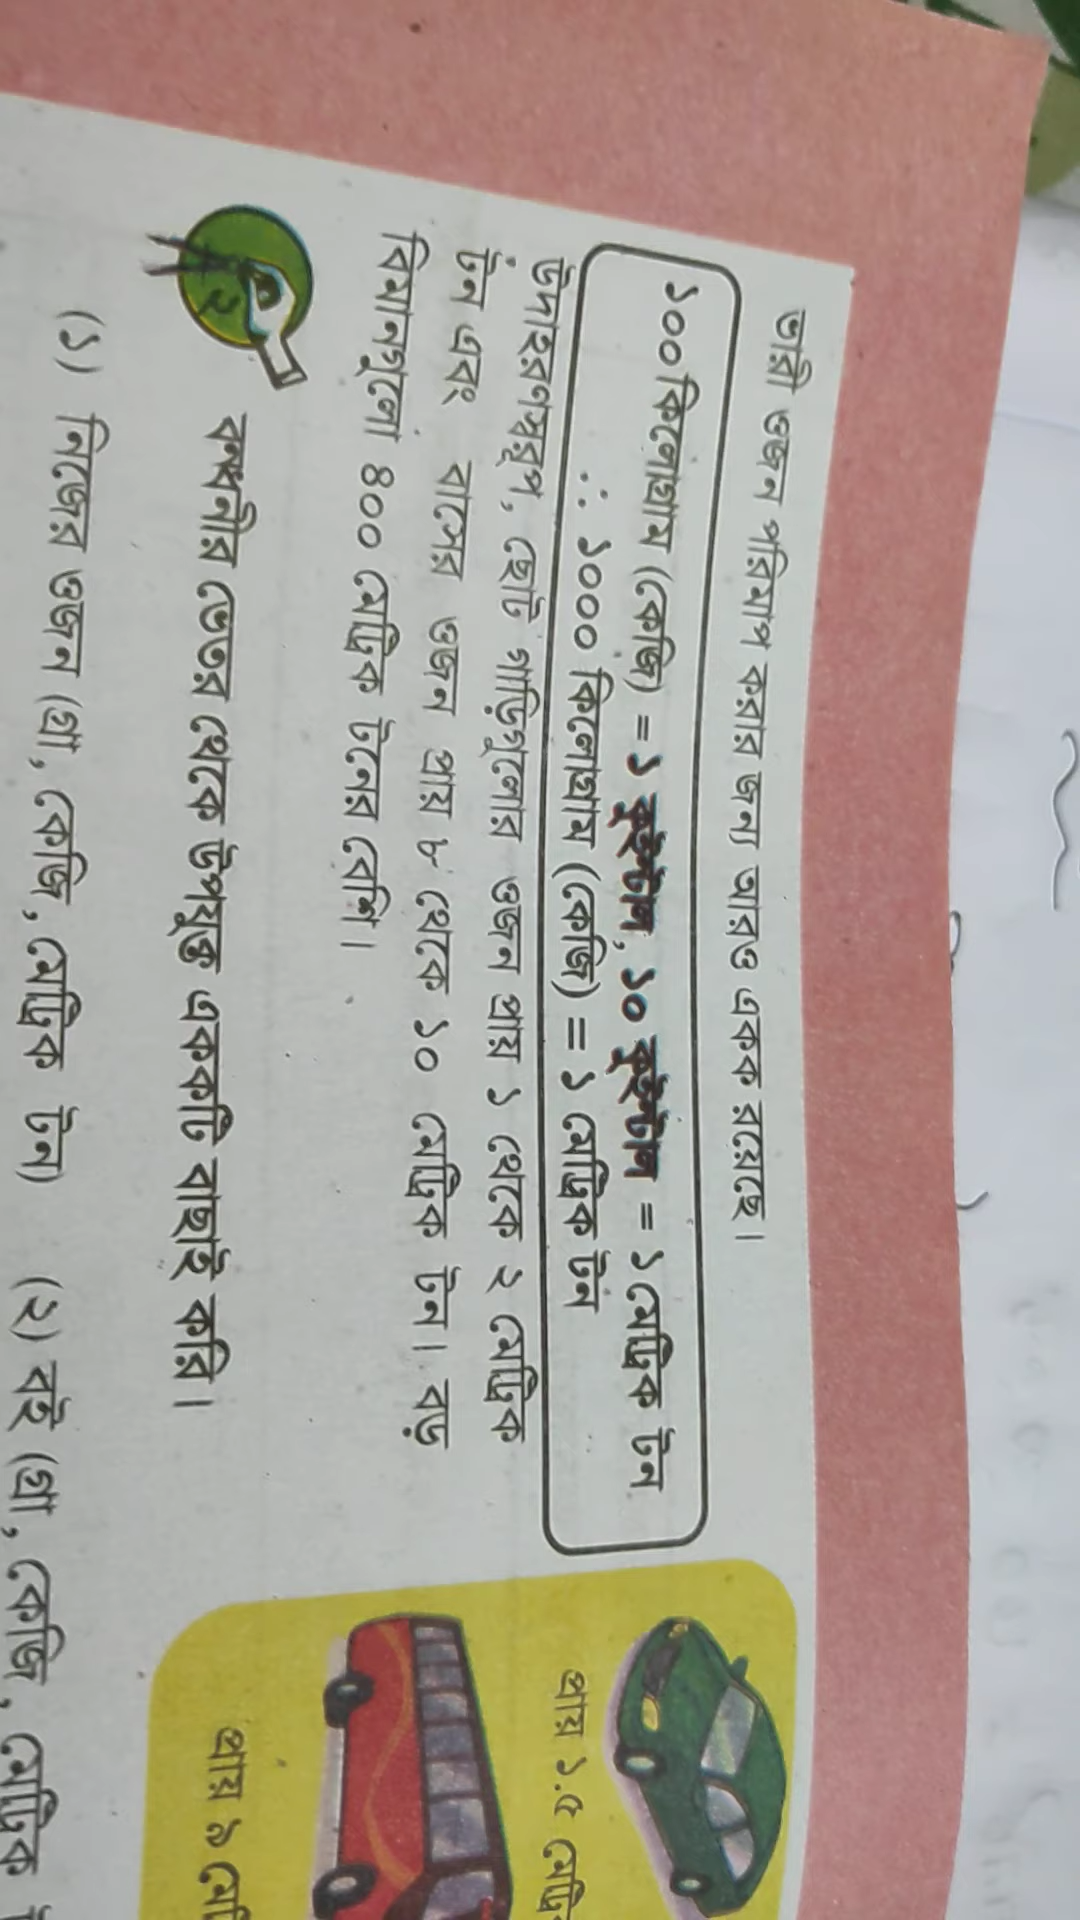 ভারী ওজন পরিমাপ করার জন্য আরও একক রয়েছে।
১০০ কিলোগ্রাম (কেজি) = ১ কুইন্টাল, ১০ কুইন্টাল = ১ মেট্রিক টন
∴ ১০০০ কিলোগ্রাম (কেজি) = ১ মেট্রিক টন
উদাহরণস্বরূপ, ছোট গাড়িগুলোর ওজন প্রায় ১ থেকে ২ মেট্রিক
টন এবং বাসের ওজন প্রায় ৮ থেকে ১০ মেট্রিক টন। বড়
বিমানগুলো ৪০০ মেট্রিক টনের বেশি।
প্রায় ১.৫
প্রায় ৯
২
বন্ধনীর ভেতর থেকে উপযুক্ত এককটি বাছাই করি।
(১) নিজের ওজন (গ্রা, কেজি, মেট্রিক টন) (২) বই (গ্রা, কেজি, মেট্রিক